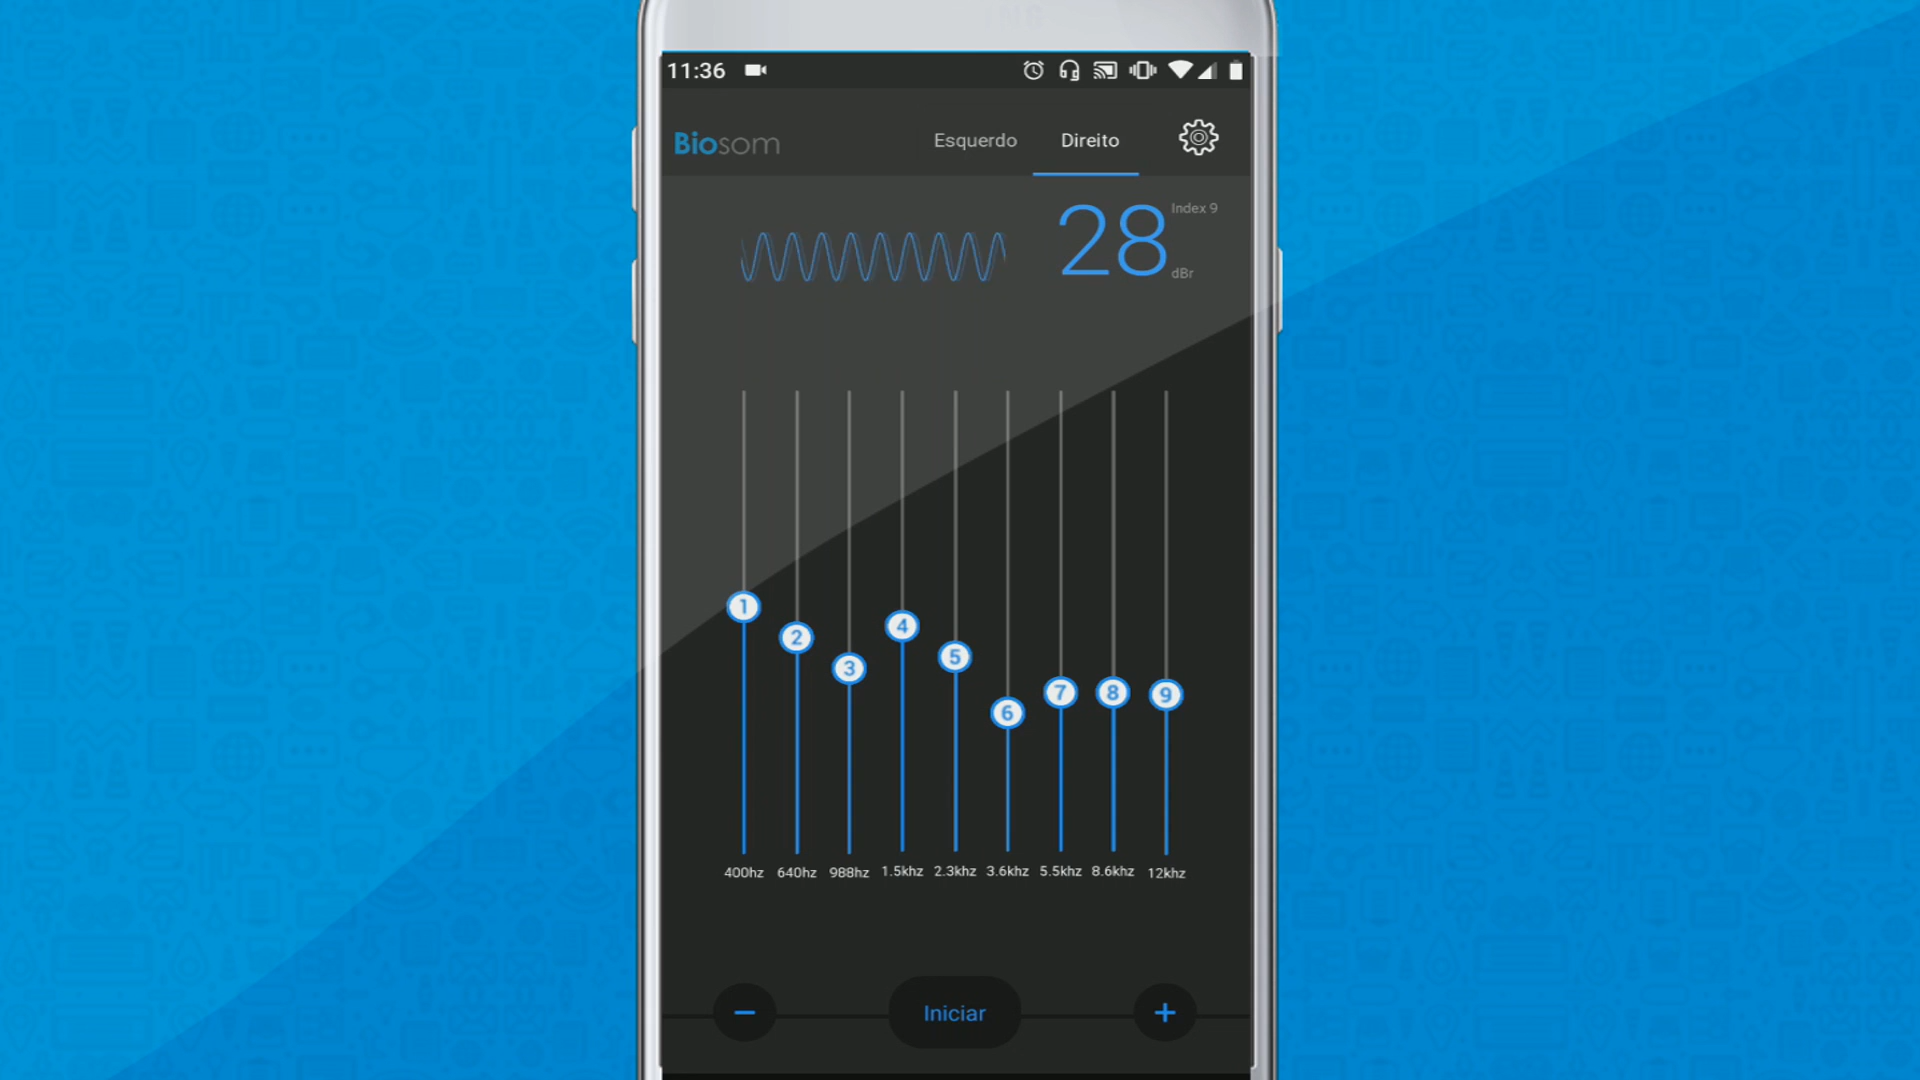 11:36
Biosom
Esquerdo
Direito
28
Index 9
dBr
1
2
3
4
5
6
7
8
9
400hz 640hz 988hz 1.5khz 2.3khz 3.6khz 5.5khz 8.6khz 12khz
− Iniciar +